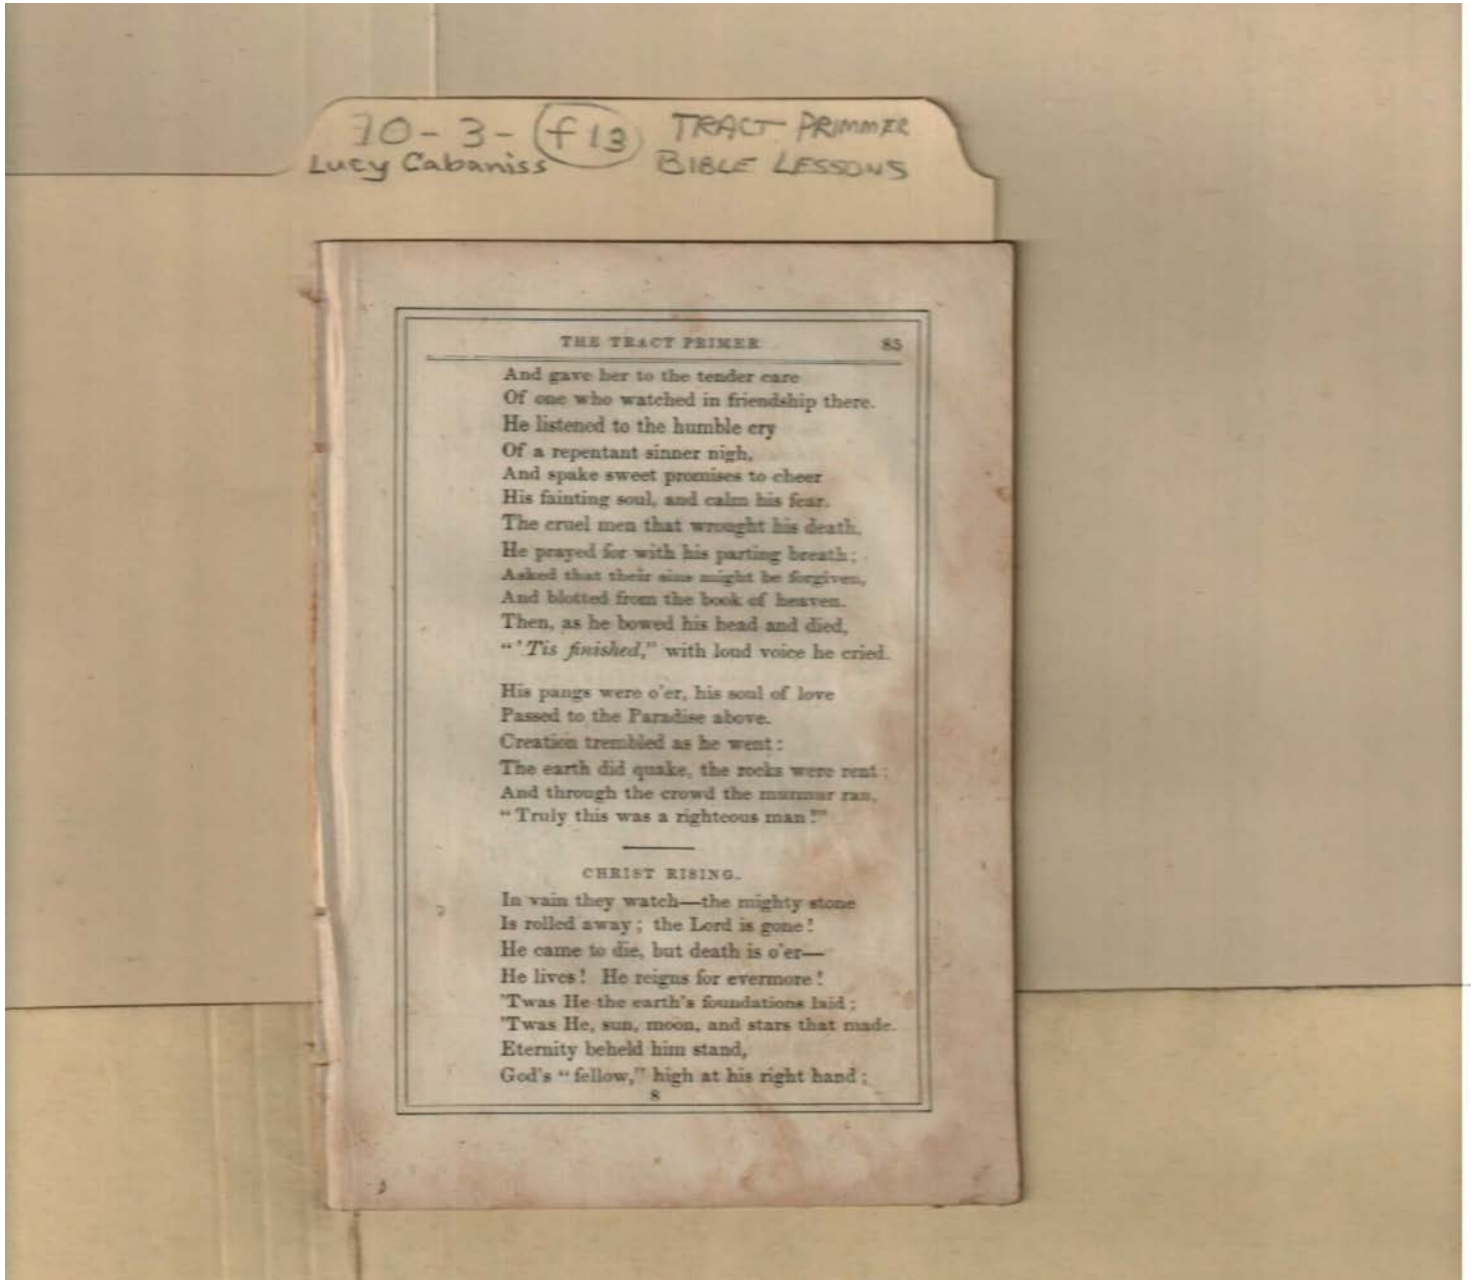 70-3-f13 TRACT PRIMMER
Lucy Cabaniss BIBLE LESSONS
THE TRACT PRIMER 85
And gave her to the tender care
Of one who watched in friendship there.
He listened to the humble cry
Of a repentant sinner nigh,
And spake sweet promises to cheer
His fainting soul, and calm his fear.
The cruel men that wrought his death,
He prayed for with his parting breath;
Asked that their sins might be forgiven,
And blotted from the book of heaven.
Then, as he bowed his head and died,
"'Tis finished," with loud voice he cried.
His pangs were o'er, his soul of love
Passed to the Paradise above.
Creation trembled as he went:
The earth did quake, the rocks were rent;
And through the crowd the murmur ran,
"Truly this was a righteous man!"
CHRIST RISING.
In vain they watch—the mighty stone
Is rolled away; the Lord is gone!
He came to die, but death is o'er—
He lives! He reigns for evermore!
'Twas He the earth's foundations laid;
'Twas He, sun, moon, and stars that made.
Eternity beheld him stand,
God's "fellow," high at his right hand;
8